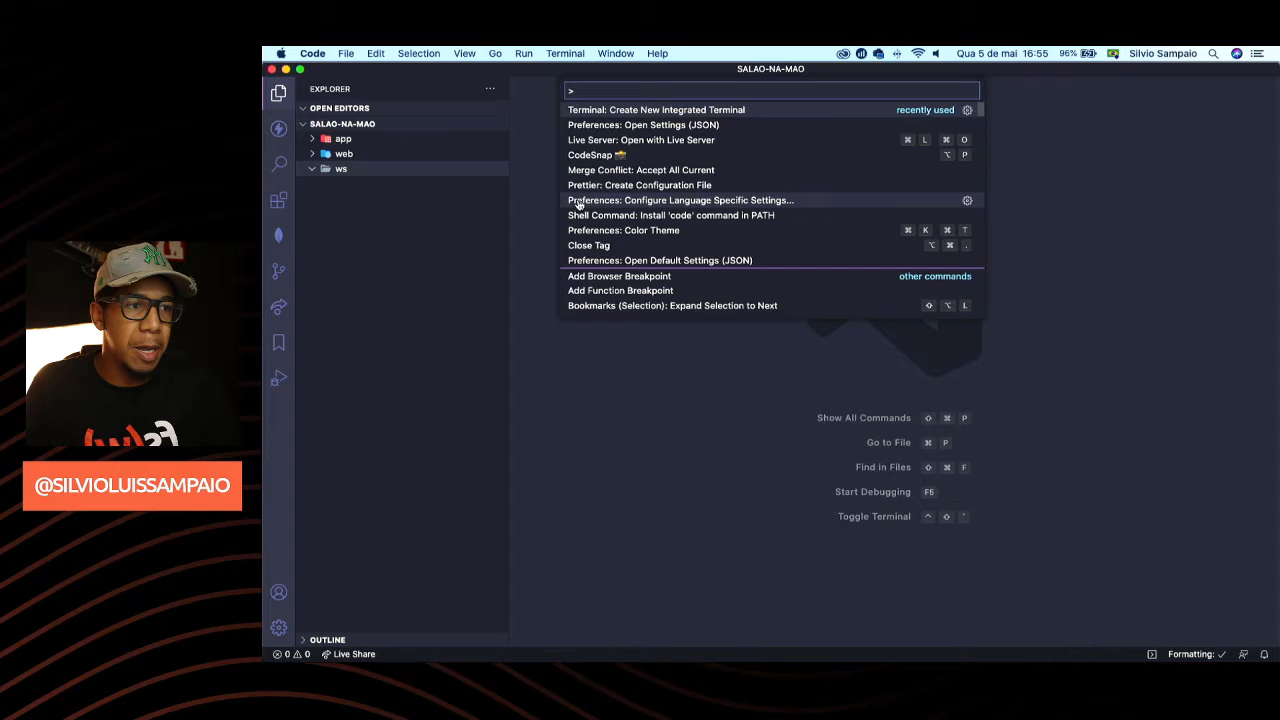 Code File Edit Selection View Go Run Terminal Window Help Qua 5 de mai 16:55 96% Silvio Sampaio
SALAO-NA-MAO
EXPLORER
OPEN EDITORS
SALAO-NA-MAO
app
web
ws
>
Terminal: Create New Integrated Terminal recently used
Preferences: Open Settings (JSON)
Live Server: Open with Live Server ⌘ L ⌘ O
CodeSnap 📸 ⌥ P
Merge Conflict: Accept All Current
Prettier: Create Configuration File
Preferences: Configure Language Specific Settings...
Shell Command: Install 'code' command in PATH
Preferences: Color Theme ⌘ K ⌘ T
Close Tag ⌥ ⌘ .
Preferences: Open Default Settings (JSON)
Add Browser Breakpoint other commands
Add Function Breakpoint
Bookmarks (Selection): Expand Selection to Next ⇧ ⌥ L
Show All Commands ⇧ ⌘ P
Go to File ⌘ P
Find in Files ⇧ ⌘ F
Start Debugging F5
Toggle Terminal ^ ⇧ `
@SILVIOLUISSAMPAIO
OUTLINE
0 0 Live Share Formatting: ✓